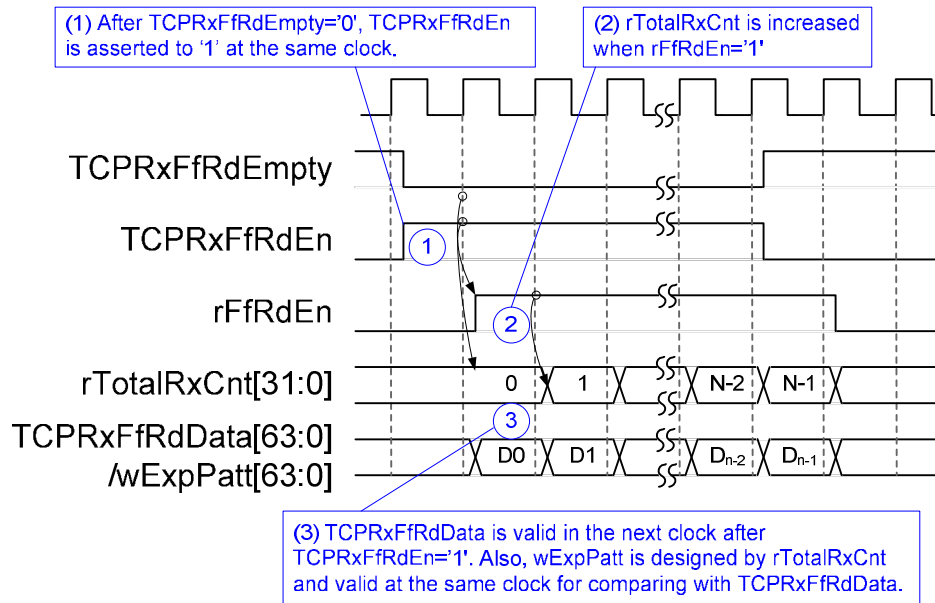 (1) After TCPRxFfRdEmpty='0', TCPRxFfRdEn
is asserted to ‘1’ at the same clock.
(2) rTotalRxCnt is increased
when rFfRdEn='1'
TCPRxFfRdEmpty
TCPRxFfRdEn
1
rFfRdEn
2
rTotalRxCnt[31:0]
0 1 N-2 N-1
3
TCPRxFfRdData[63:0]
/wExpPatt[63:0]
D0 D1 Dn-2 Dn-1
(3) TCPRxFfRdData is valid in the next clock after
TCPRxFfRdEn='1'. Also, wExpPatt is designed by rTotalRxCnt
and valid at the same clock for comparing with TCPRxFfRdData.